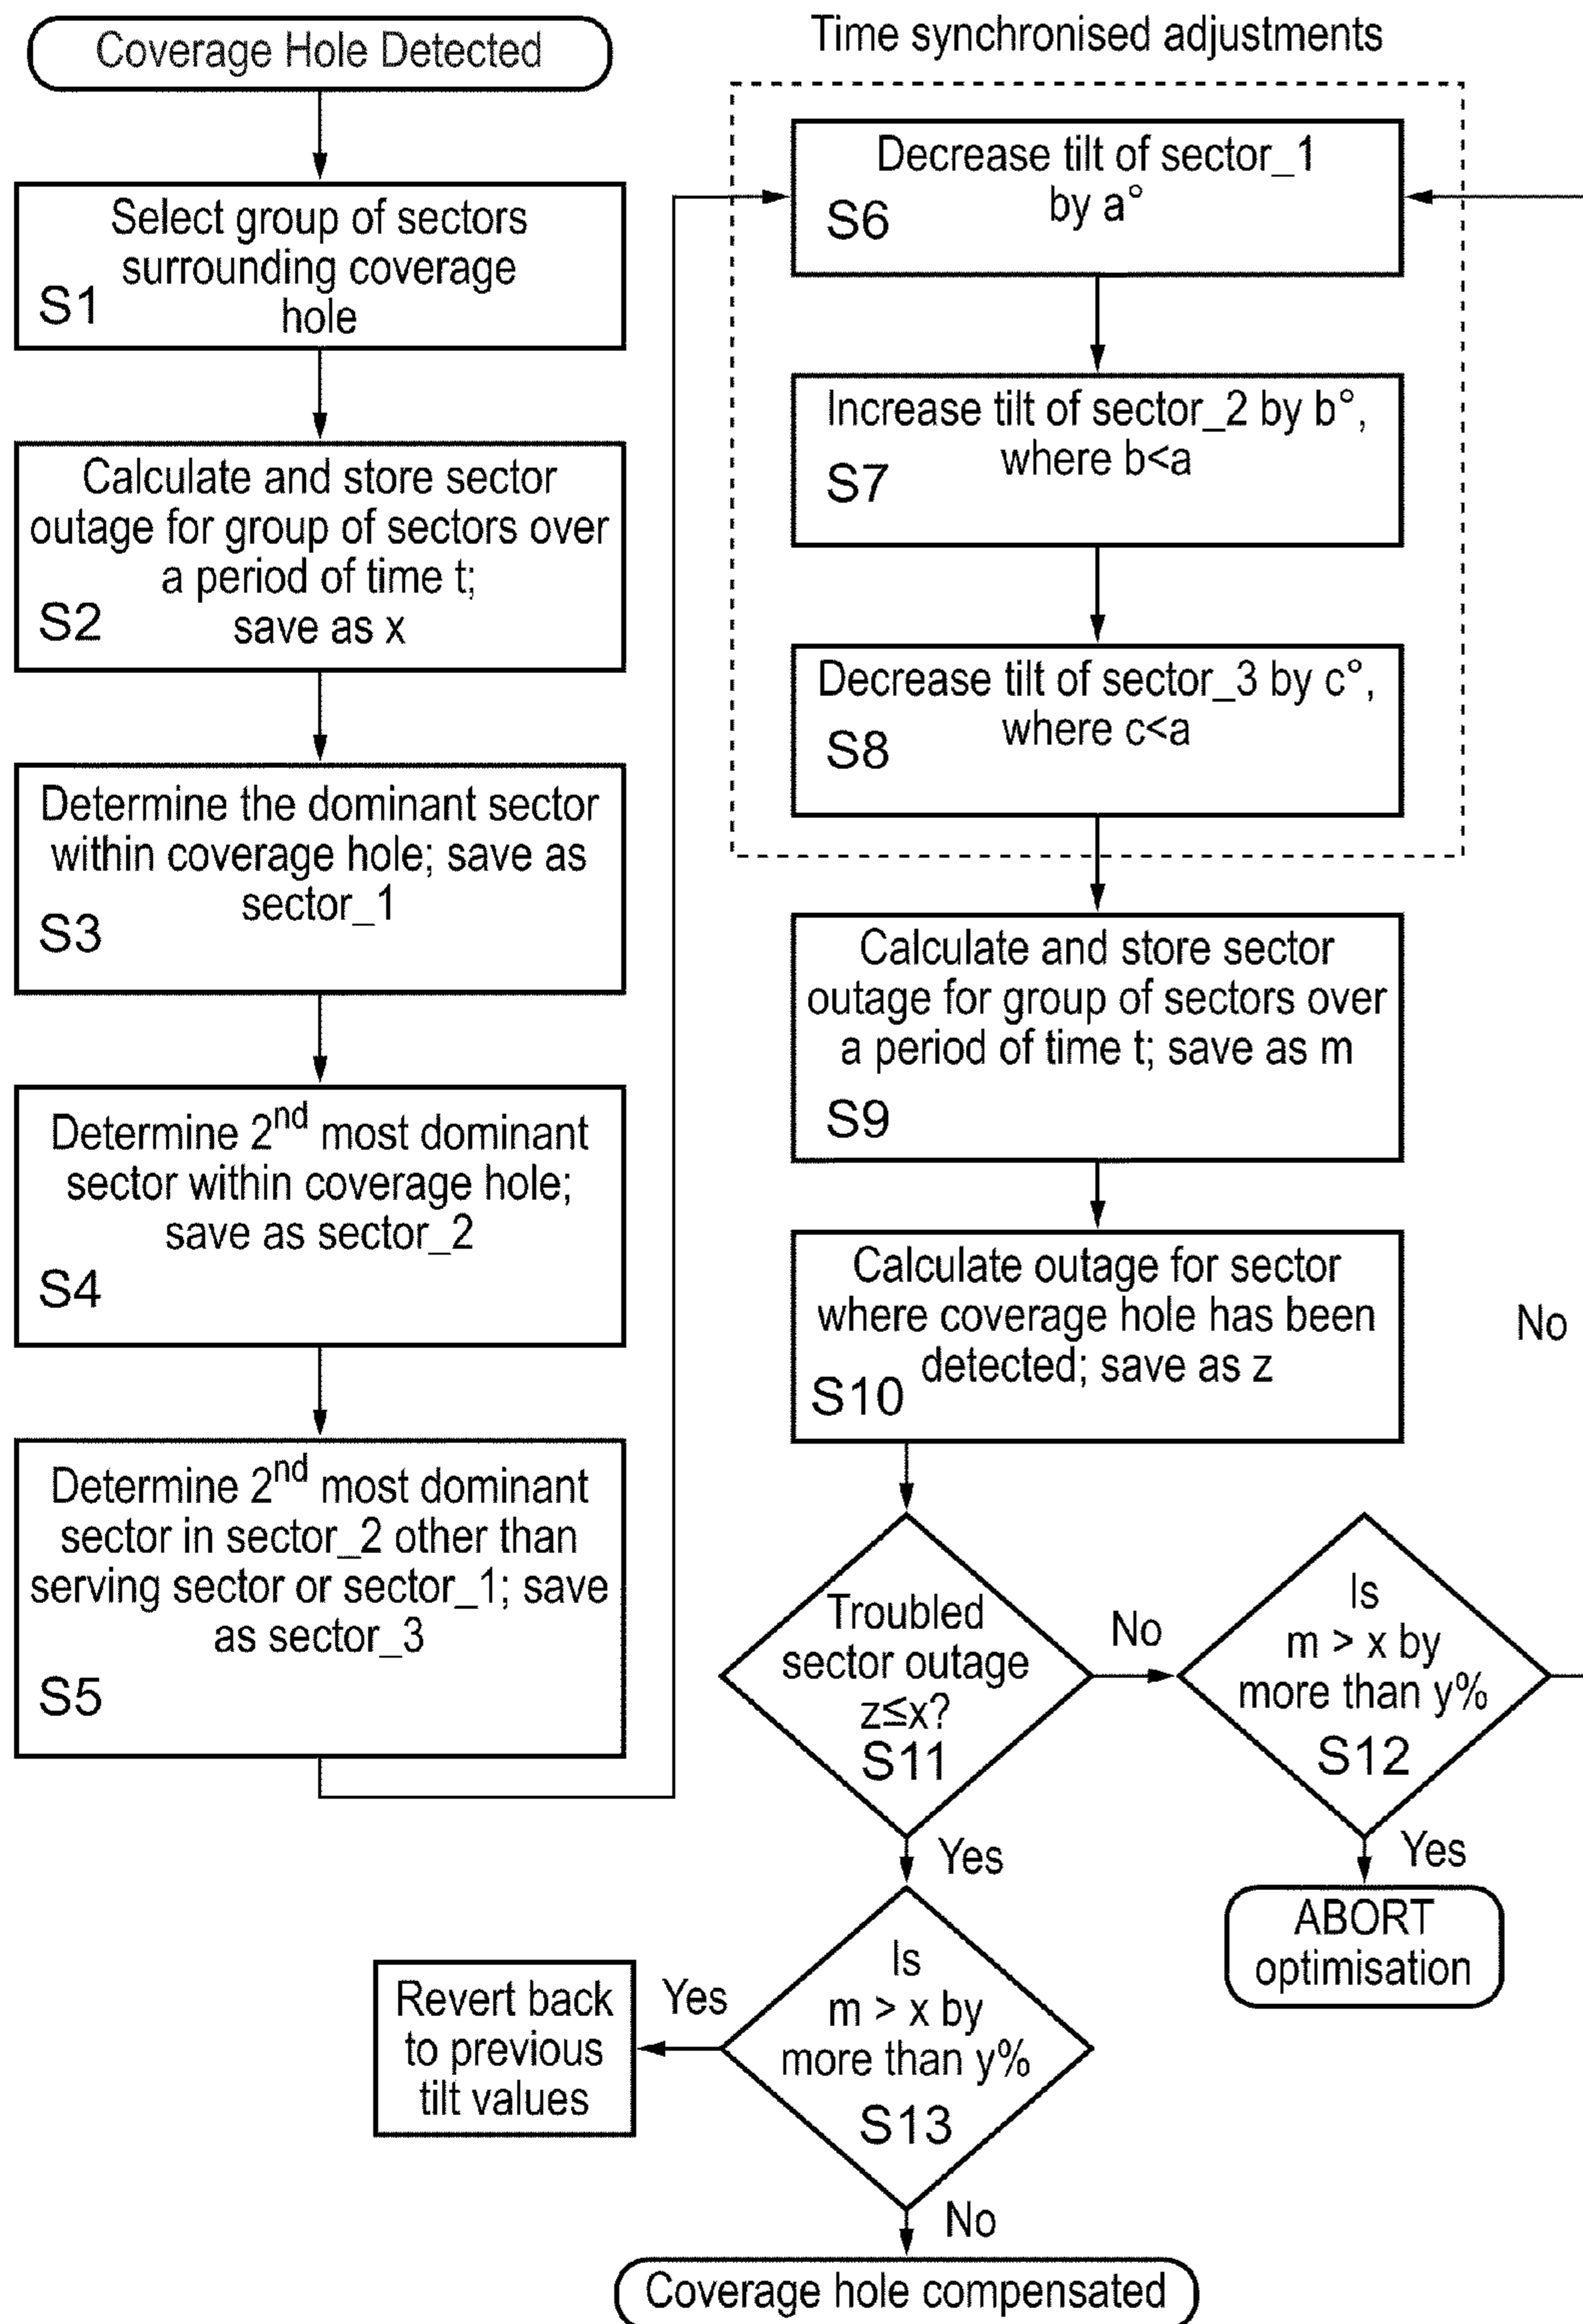 Coverage Hole Detected
Select group of sectors
surrounding coverage
hole
S1
Calculate and store sector
outage for group of sectors over
a period of time t;
save as x
S2
Determine the dominant sector
within coverage hole; save as
sector_1
S3
Determine 2nd most dominant
sector within coverage hole;
save as sector_2
S4
Determine 2nd most dominant
sector in sector_2 other than
serving sector or sector_1; save
as sector_3
S5
Time synchronised adjustments
Decrease tilt of sector_1
by a°
S6
Increase tilt of sector_2 by b°,
where b<a
S7
Decrease tilt of sector_3 by c°,
where c<a
S8
Calculate and store sector
outage for group of sectors over
a period of time t; save as m
S9
Calculate outage for sector
where coverage hole has been
detected; save as z
S10
Troubled
sector outage
z≤x?
S11
No
Is
m > x by
more than y%
S12
No
Yes
ABORT
optimisation
Yes
Is
m > x by
more than y%
S13
Yes
Revert back
to previous
tilt values
No
Coverage hole compensated